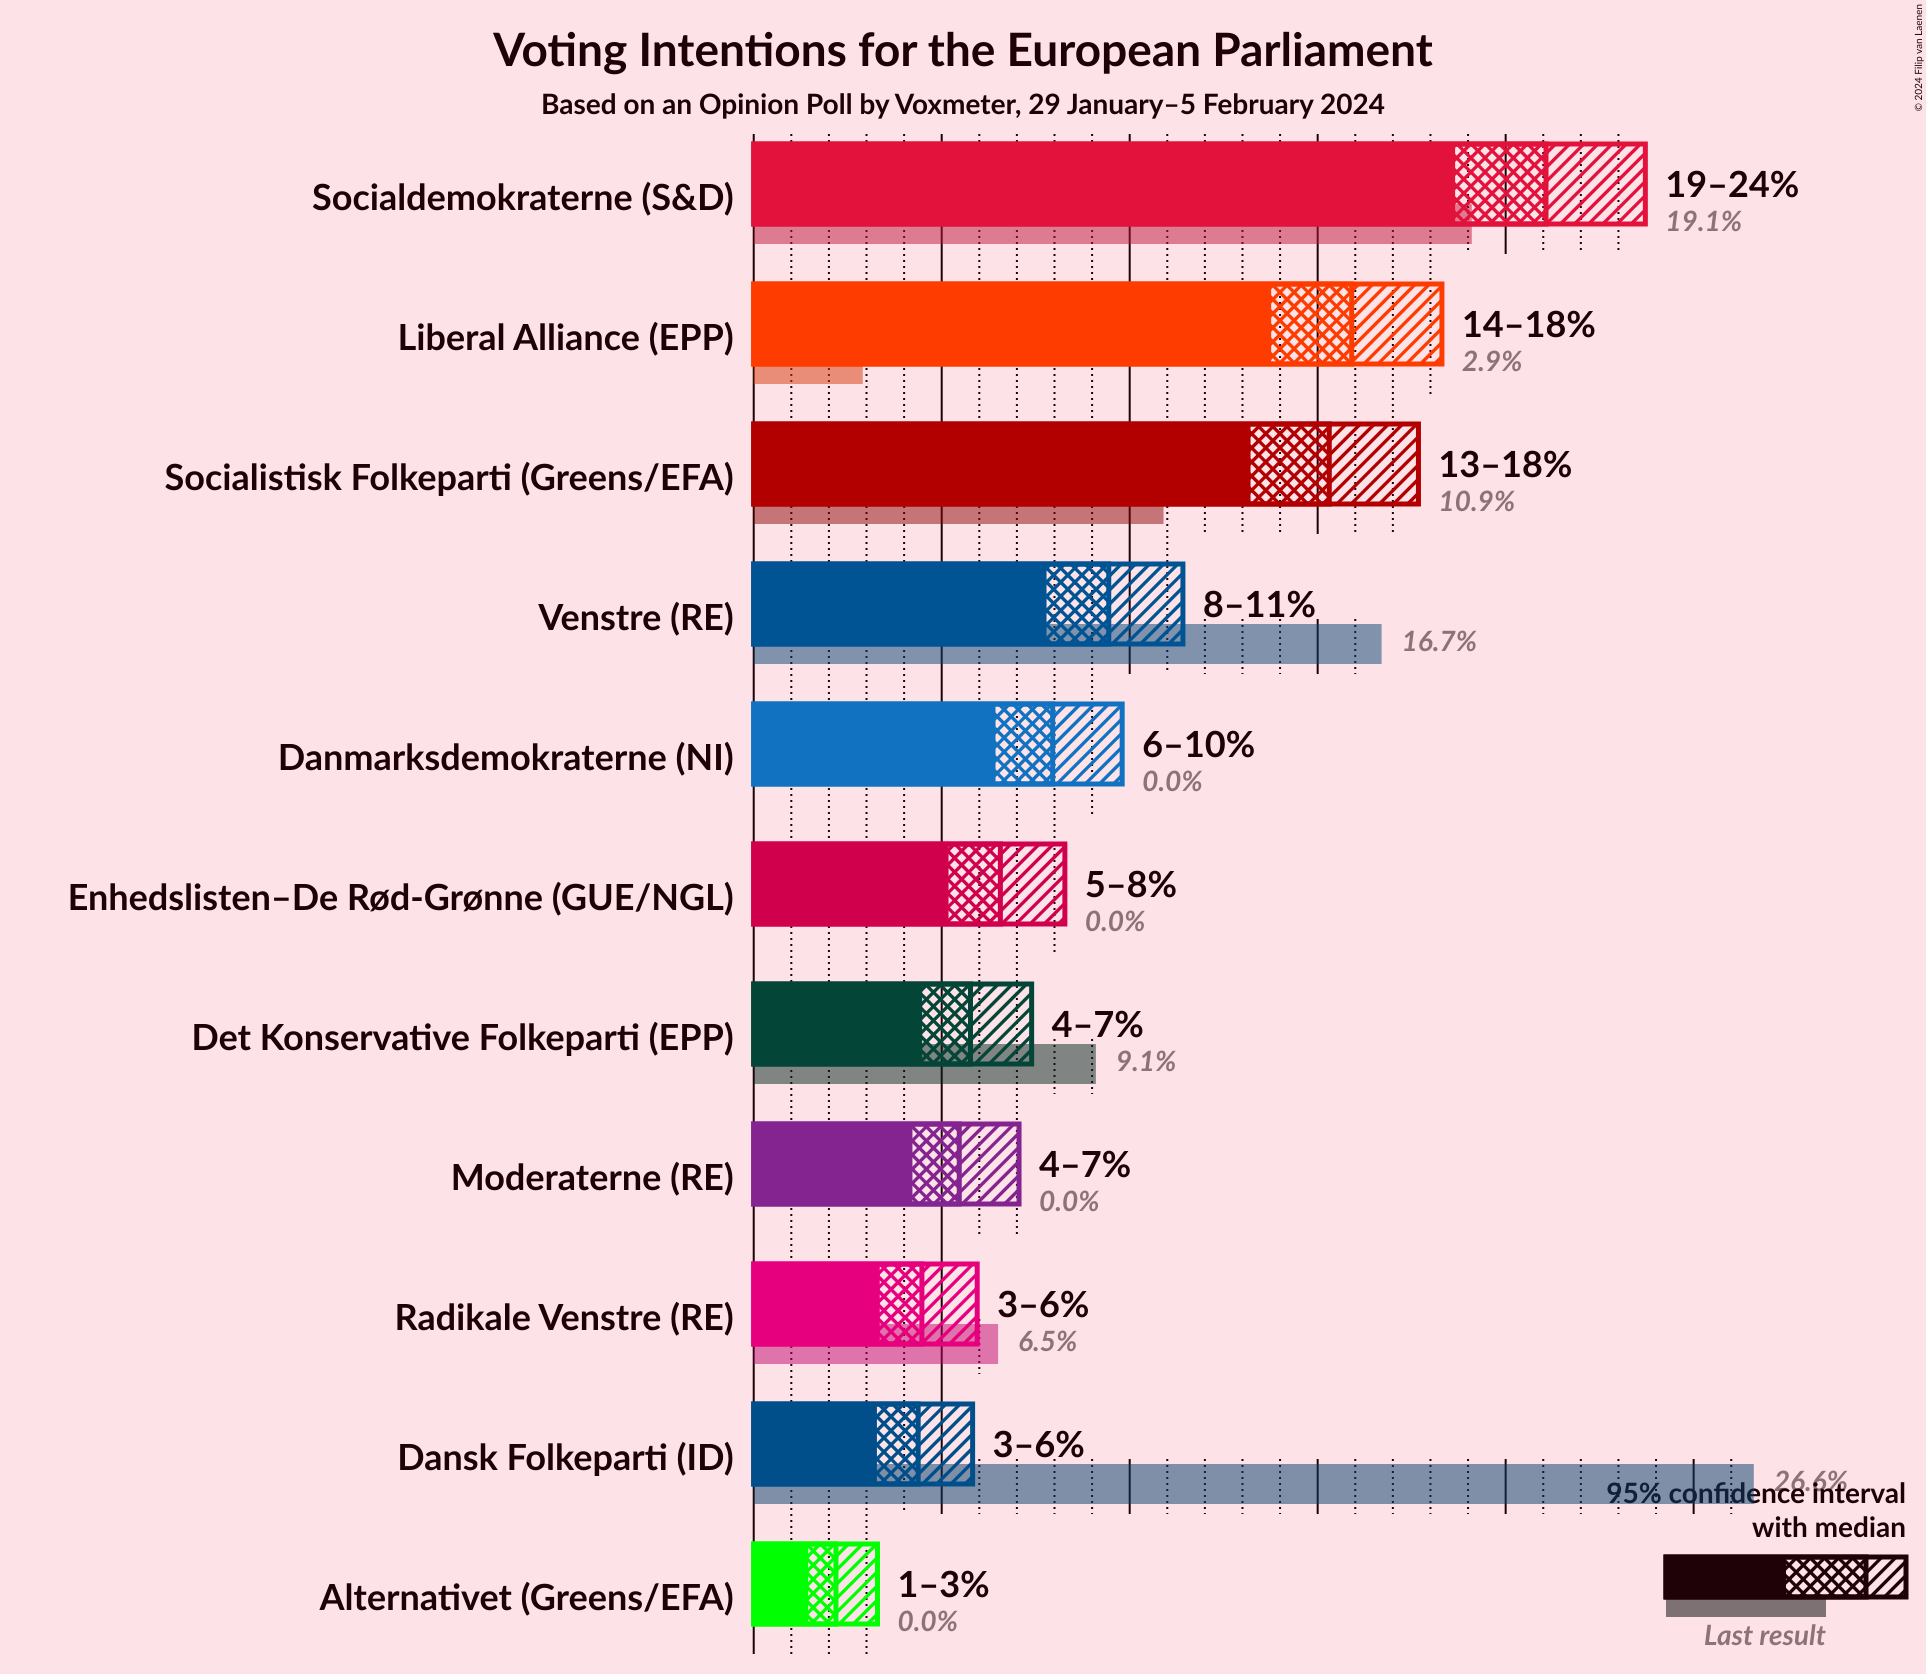 Voting Intentions for the European Parliament
Based on an Opinion Poll by Voxmeter, 29 January–5 February 2024
© 2024 Filip van Laenen
Socialdemokraterne (S&D)
19–24%
19.1%
Liberal Alliance (EPP)
14–18%
2.9%
Socialistisk Folkeparti (Greens/EFA)
13–18%
10.9%
Venstre (RE)
8–11%
16.7%
Danmarksdemokraterne (NI)
6–10%
0.0%
Enhedslisten–De Rød-Grønne (GUE/NGL)
5–8%
0.0%
Det Konservative Folkeparti (EPP)
4–7%
9.1%
Moderaterne (RE)
4–7%
0.0%
Radikale Venstre (RE)
3–6%
6.5%
Dansk Folkeparti (ID)
3–6%
26.6%
95% confidence interval
with median
Last result
Alternativet (Greens/EFA)
1–3%
0.0%